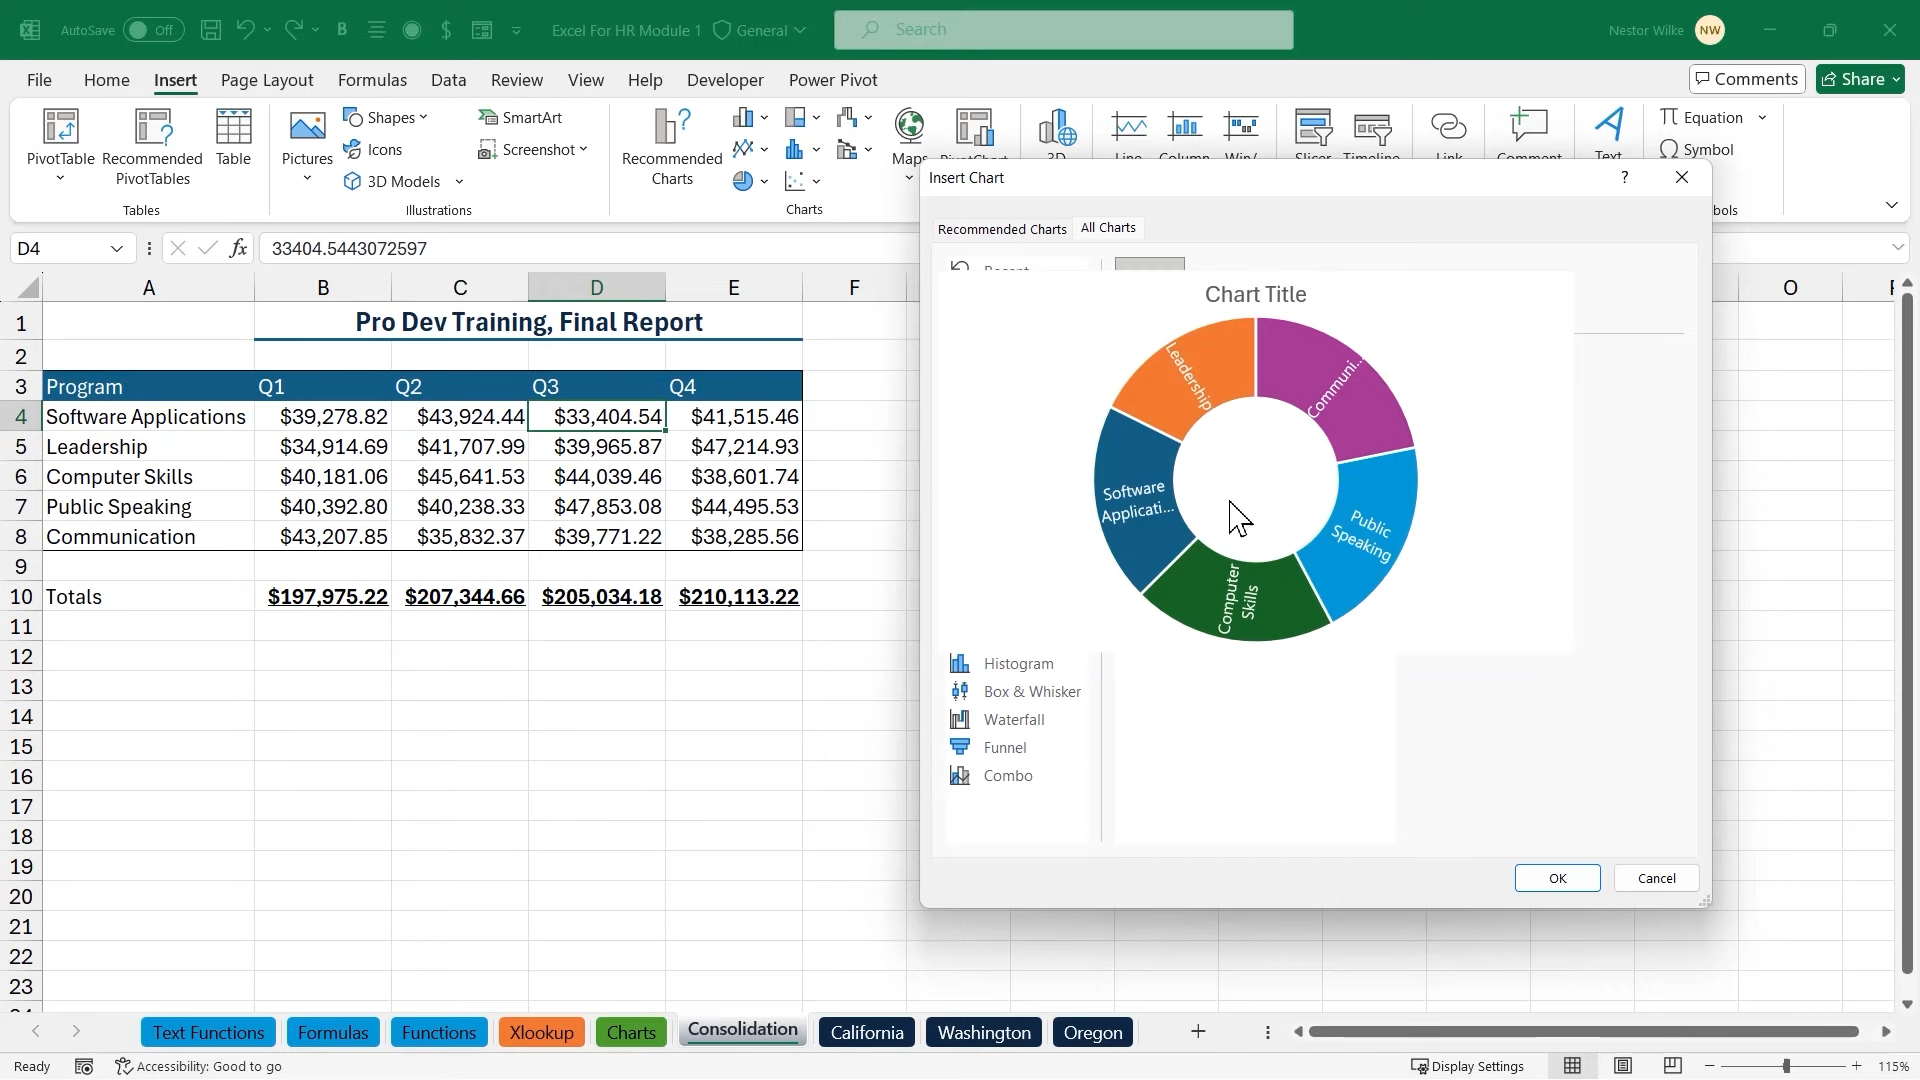 AutoSave Off B $ Excel For HR Module 1 General Search Nestor Wilke NW
File Home Insert Page Layout Formulas Data Review View Help Developer Power Pivot Comments Share
PivotTable
Recommended
PivotTables
Table
Tables
Pictures
Shapes
Icons
3D Models
SmartArt
Screenshot
Illustrations
Recommended
Charts
Maps
Charts
Equation
Symbol
Insert Chart ?
Recommended Charts All Charts
D4 fx 33404.5443072597
A B C D E F O
1 Pro Dev Training, Final Report
2
3 Program Q1 Q2 Q3 Q4
4 Software Applications $39,278.82 $43,924.44 $33,404.54 $41,515.46
5 Leadership $34,914.69 $41,707.99 $39,965.87 $47,214.93
6 Computer Skills $40,181.06 $45,641.53 $44,039.46 $38,601.74
7 Public Speaking $40,392.80 $40,238.33 $47,853.08 $44,495.53
8 Communication $43,207.85 $35,832.37 $39,771.22 $38,285.56
9
10 Totals $197,975.22 $207,344.66 $205,034.18 $210,113.22
11
12
13
14
15
16
17
18
19
20
21
22
23
Chart Title
Leadership
Communi...
Software
Applicati...
Public
Speaking
Computer
Skills
Histogram
Box & Whisker
Waterfall
Funnel
Combo
OK Cancel
Text Functions Formulas Functions Xlookup Charts Consolidation California Washington Oregon
Ready Accessibility: Good to go Display Settings 115%